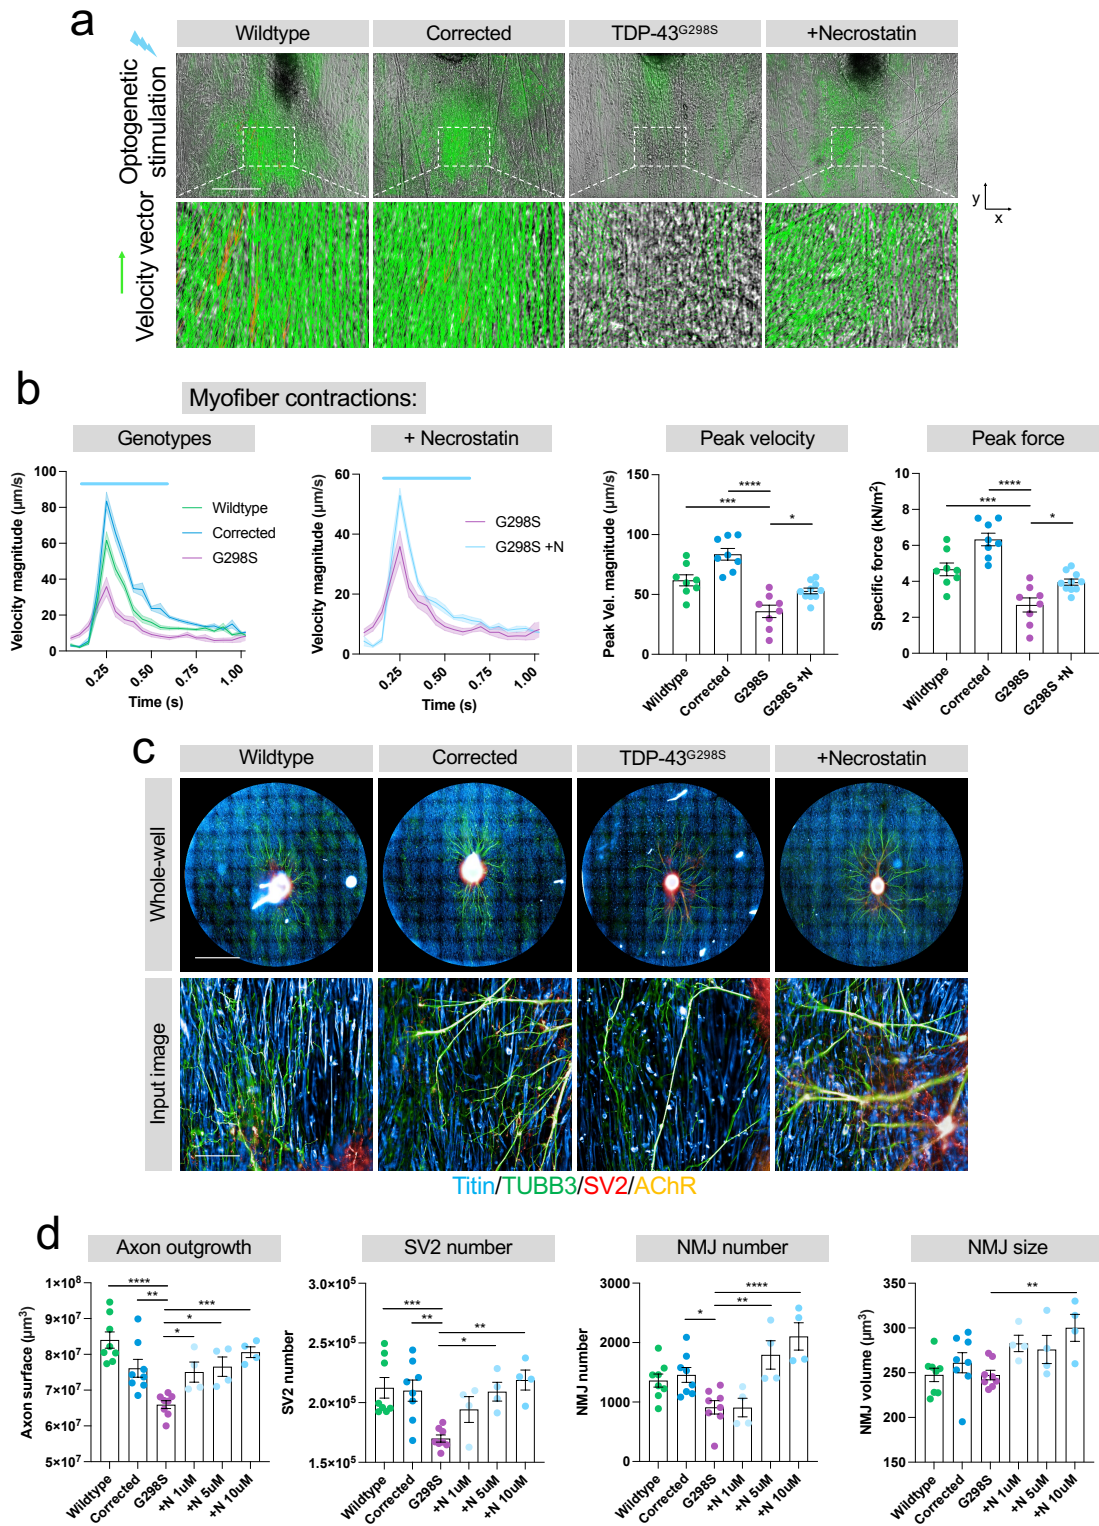 a
Optogenetic
stimulation
Velocity vector
Wildtype
Corrected
TDP-43G298S
+Necrostatin
y
x
b
Myofiber contractions:
Genotypes
Velocity magnitude (µm/s)
100
80
60
40
20
0
0.25
0.50
0.75
1.00
Time (s)
Wildtype
Corrected
G298S
+ Necrostatin
Velocity magnitude (µm/s)
60
40
20
0
0.25
0.50
0.75
1.00
Time (s)
G298S
G298S +N
Peak velocity
Peak Vel. magnitude (µm/s)
150
100
50
0
****
***
*
Wildtype
Corrected
G298S
G298S +N
Peak force
Specific force (kN/m²)
10
8
6
4
2
0
****
***
*
Wildtype
Corrected
G298S
G298S +N
c
Wildtype
Corrected
TDP-43G298S
+Necrostatin
Whole-well
Input image
Titin/TUBB3/SV2/AChR
d
Axon outgrowth
Axon surface (µm³)
1×10⁸
9×10⁷
8×10⁷
7×10⁷
6×10⁷
5×10⁷
****
**
***
*
*
Wildtype
Corrected
G298S
+N 1uM
+N 5uM
+N 10uM
SV2 number
SV2 number
3.0×10⁵
2.5×10⁵
2.0×10⁵
1.5×10⁵
***
**
**
*
Wildtype
Corrected
G298S
+N 1uM
+N 5uM
+N 10uM
NMJ number
NMJ number
3000
2000
1000
0
****
**
*
Wildtype
Corrected
G298S
+N 1uM
+N 5uM
+N 10uM
NMJ size
NMJ volume (µm³)
350
300
250
200
150
**
Wildtype
Corrected
G298S
+N 1uM
+N 5uM
+N 10uM